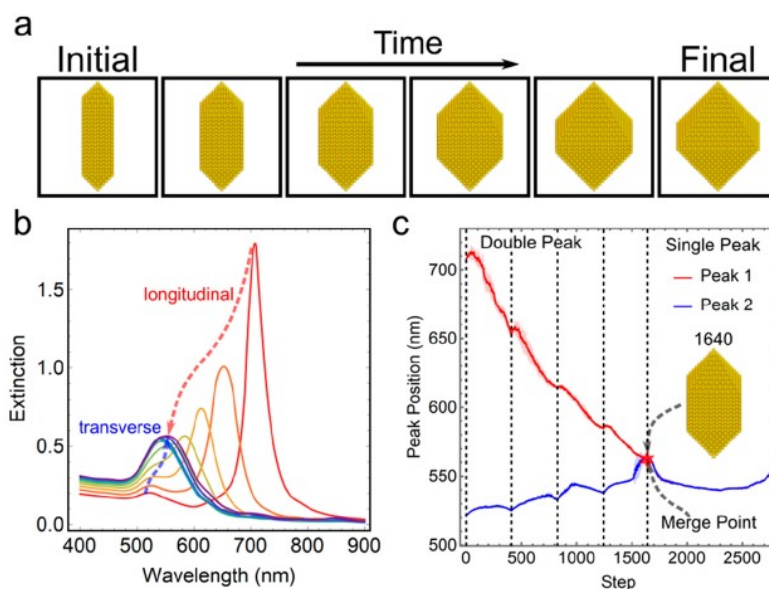 a
Initial
Time
Final
b
Extinction
1.5
1.0
0.5
0.0
longitudinal
transverse
400 500 600 700 800 900
Wavelength (nm)
c
Peak Position (nm)
700
650
600
550
500
Double Peak
Single Peak
Peak 1
Peak 2
1640
Merge Point
0 500 1000 1500 2000 2500
Step